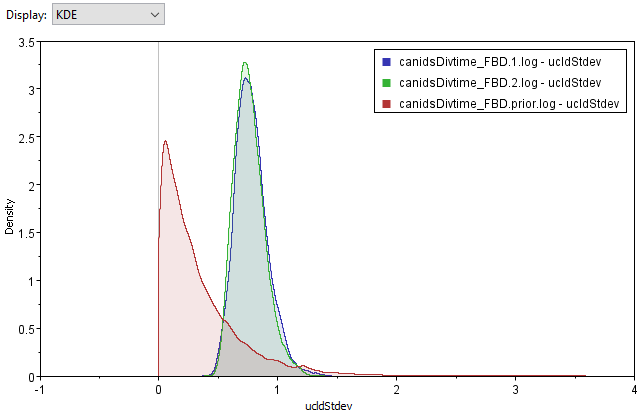 Display: KDE
canidsDivtime_FBD.1.log - ucldStdev
canidsDivtime_FBD.2.log - ucldStdev
canidsDivtime_FBD.prior.log - ucldStdev
3.5
3
2.5
2
1.5
1
0.5
0
Density
-1 0 1 2 3 4
ucldStdev